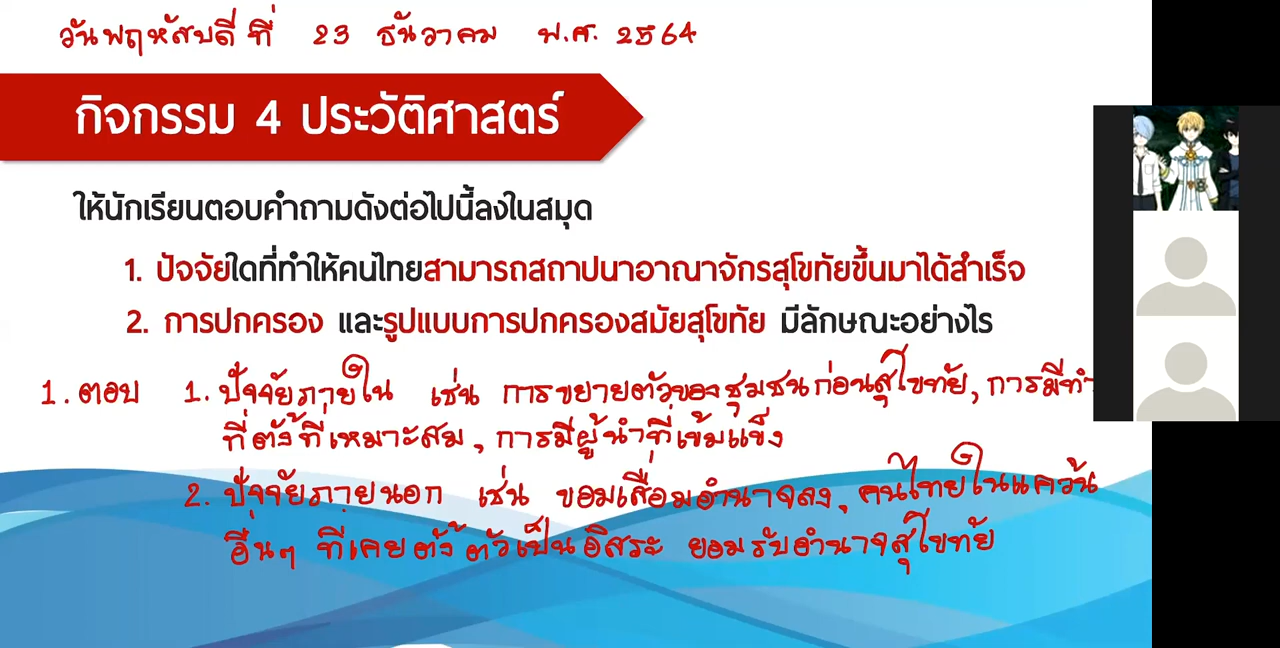 วันพฤหัสบดีที่ 23 ธันวาคม พ.ศ. 2564
กิจกรรม 4 ประวัติศาสตร์
ให้นักเรียนตอบคำถามดังต่อไปนี้ลงในสมุด
1. ปัจจัยใดที่ทำให้คนไทยสามารถสถาปนาอาณาจักรสุโขทัยขึ้นมาได้สำเร็จ
2. การปกครอง และรูปแบบการปกครองสมัยสุโขทัย มีลักษณะอย่างไร
1. ตอบ 1. ปัจจัยภายใน เช่น การขยายตัวของชุมชนก่อนสุโขทัย, การมีทำ
ที่ตั้งที่เหมาะสม, การมีผู้นำที่เข้มแข็ง
2. ปัจจัยภายนอก เช่น ขอมเสื่อมอำนาจลง, คนไทยในแคว้น
อื่นๆ ที่เคยตั้งตัวเป็นอิสระ ยอมรับอำนาจสุโขทัย